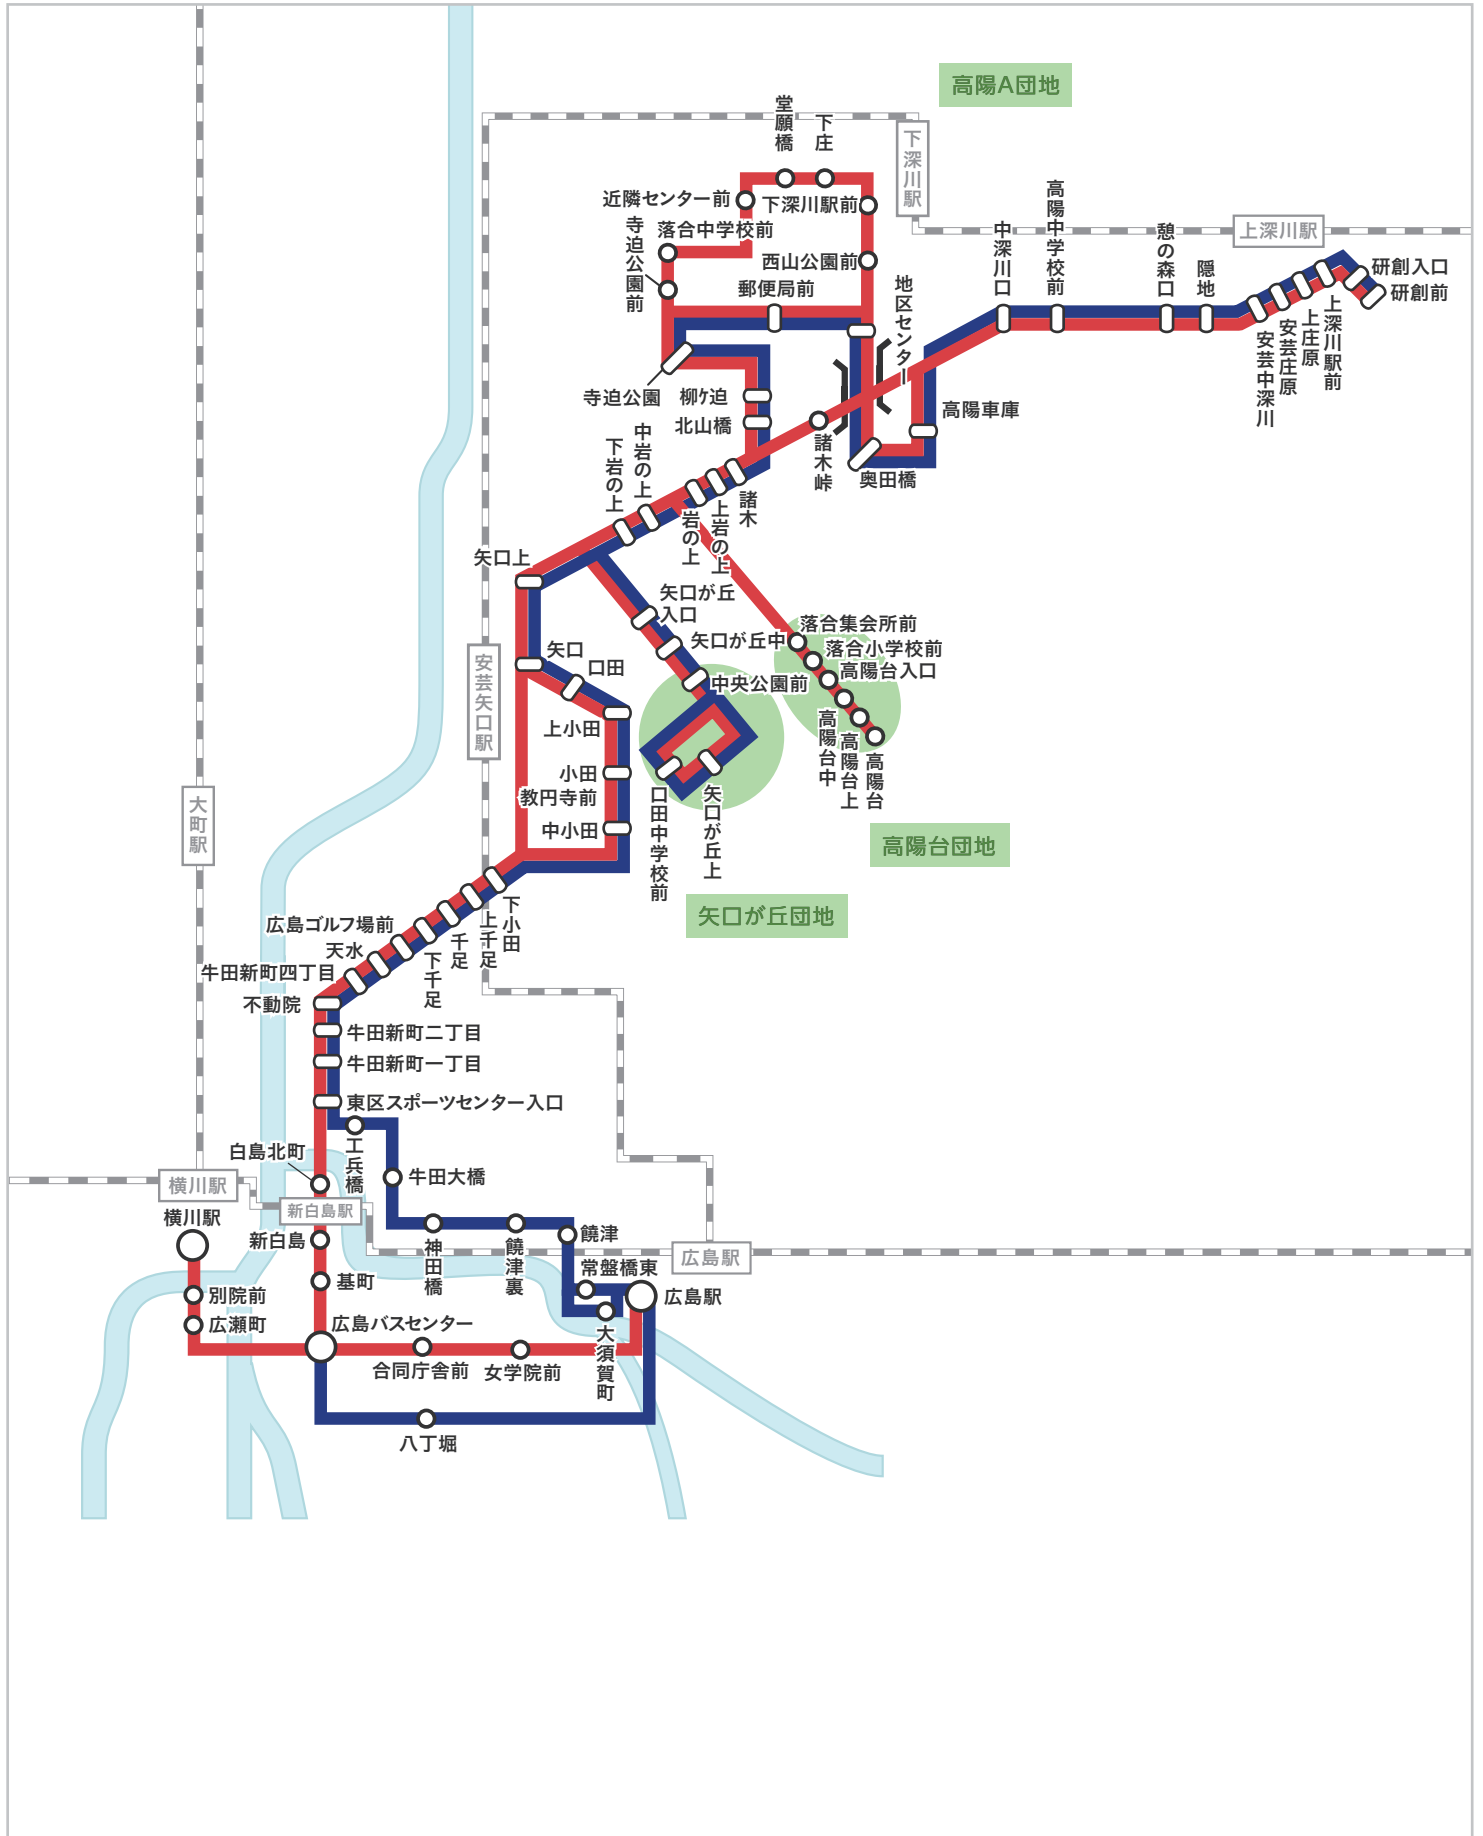 高陽A団地
堂願橋
下庄
下深川駅
近隣センター前
下深川駅前
高陽中学校前
寺迫公園前
落合中学校前
中深川口
憩の森口
上深川駅
西山公園前
隠地
研創入口
郵便局前
地区センター
研創前
上深川駅前
上庄原
安芸庄原
安芸中深川
寺迫公園
柳ケ迫
高陽車庫
北山橋
中岩の上
下岩の上
諸木峠
奥田橋
諸木
上岩の上
岩の上
矢口上
矢口が丘
入口
落合集会所前
矢口が丘中
落合小学校前
矢口
安芸矢口駅
口田
高陽台入口
中央公園前
上小田
高陽台中
高陽台上
高陽台
小田
教円寺前
大町駅
口田中学校前
矢口が丘上
中小田
高陽台団地
矢口が丘団地
下小田
広島ゴルフ場前
上千足
千足
天水
下千足
牛田新町四丁目
不動院
牛田新町二丁目
牛田新町一丁目
東区スポーツセンター入口
白島北町
工兵橋
牛田大橋
横川駅
新白島駅
横川駅
新白島
神田橋
饒津裏
饒津
広島駅
常盤橋東
別院前
基町
広島駅
広瀬町
広島バスセンター
大須賀町
合同庁舎前
女学院前
八丁堀